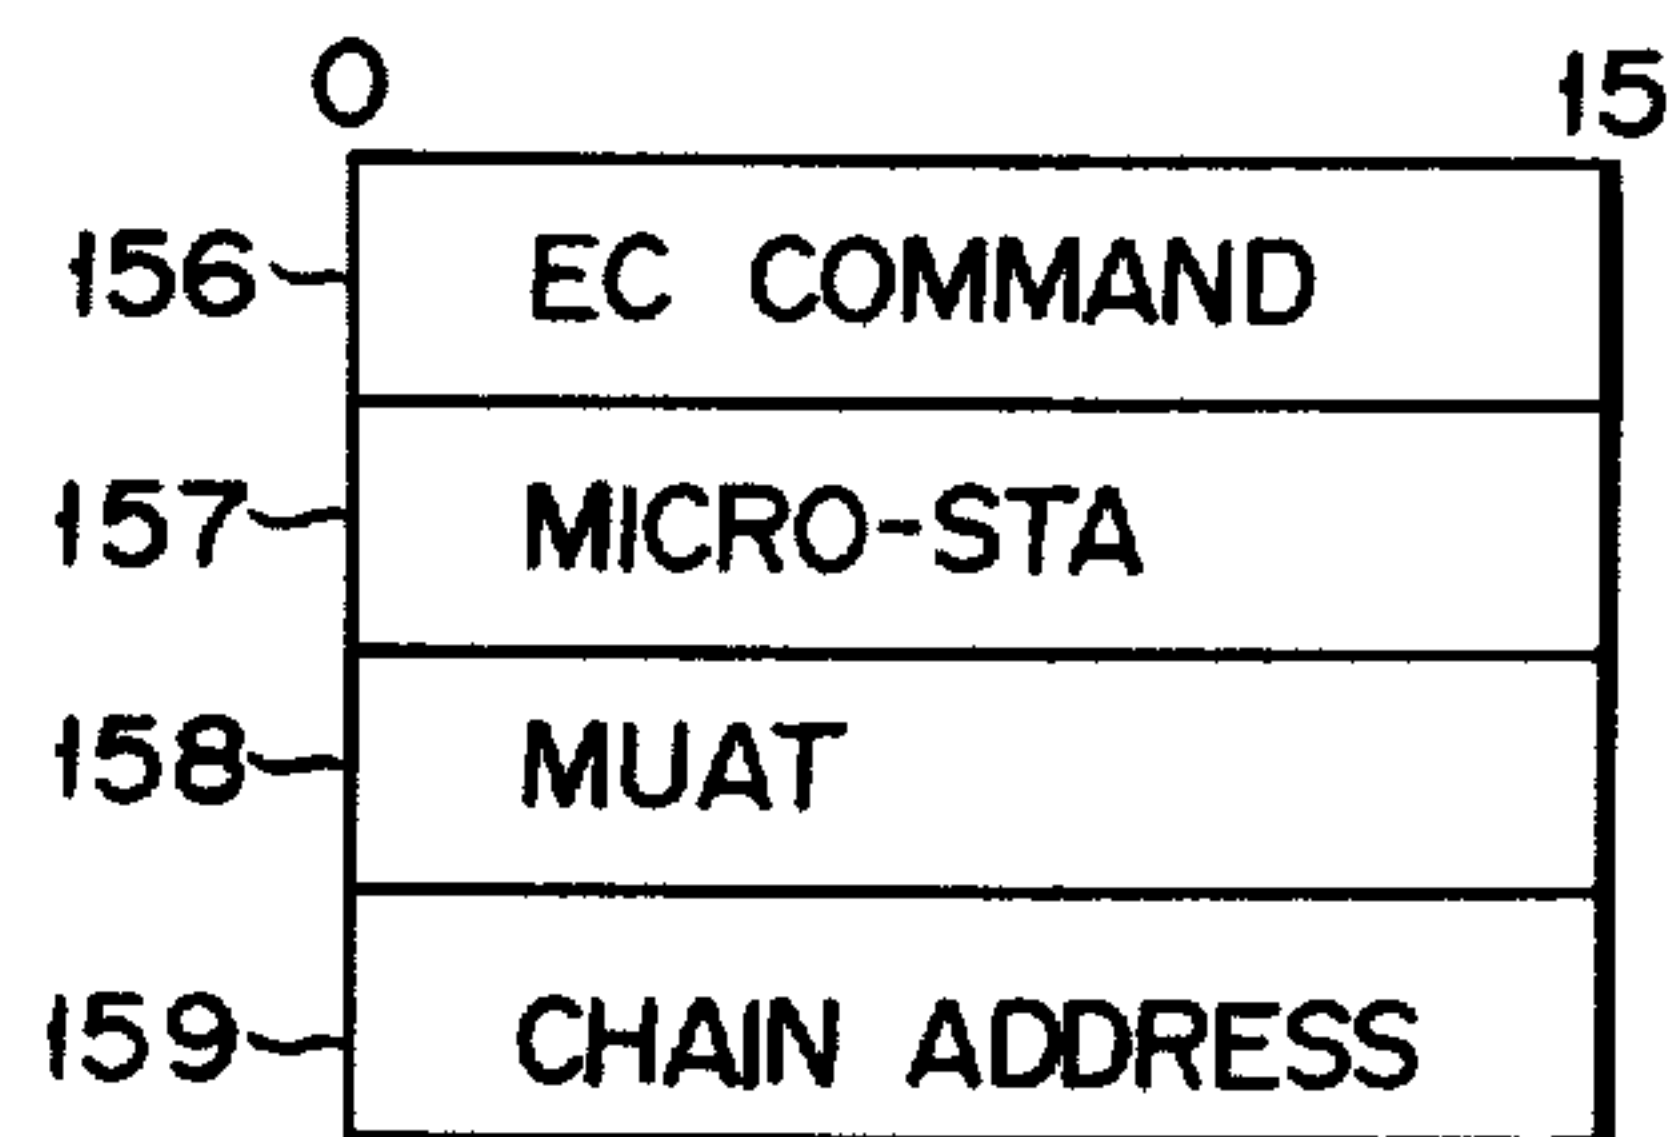 0 15
156 EC COMMAND
157 MICRO-STA
158 MUAT
159 CHAIN ADDRESS